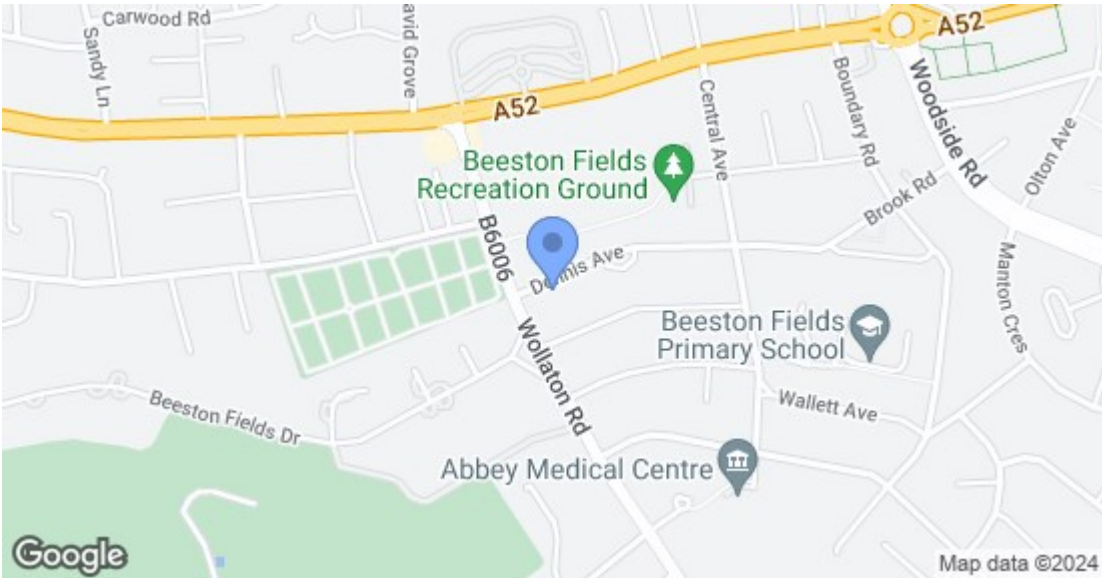 Carwood Rd
Sandy Ln
avid Grove
A52
A52
Central Ave
Boundary Rd
Woodside Rd
Olton Ave
Beeston Fields
Recreation Ground
Brook Rd
B6006
Dennis Ave
Manton Cres
Wollaton Rd
Beeston Fields
Primary School
Wallett Ave
Beeston Fields Dr
Abbey Medical Centre
Google
Map data ©2024